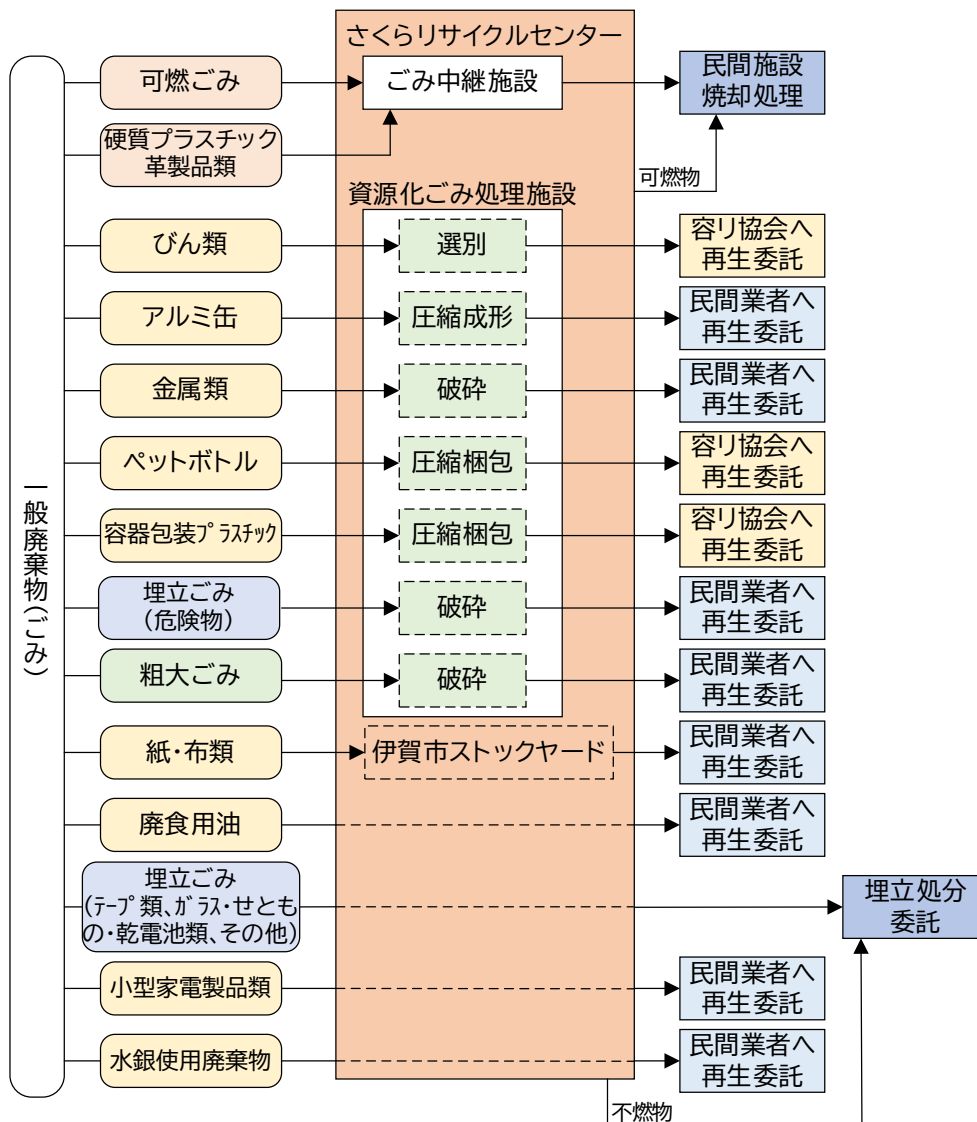 さくらリサイクルセンター
可燃ごみ
ごみ中継施設
民間施設
焼却処理
硬質プラスチック
革製品類
可燃物
資源化ごみ処理施設
びん類
選別
容リ協会へ
再生委託
アルミ缶
圧縮成形
民間業者へ
再生委託
金属類
破砕
民間業者へ
再生委託
ペットボトル
圧縮梱包
容リ協会へ
再生委託
一般廃棄物(ごみ)
容器包装プラスチック
圧縮梱包
容リ協会へ
再生委託
埋立ごみ
(危険物)
破砕
民間業者へ
再生委託
粗大ごみ
破砕
民間業者へ
再生委託
紙・布類
伊賀市ストックヤード
民間業者へ
再生委託
廃食用油
民間業者へ
再生委託
埋立ごみ
(テープ類、ガラス・せとも
の・乾電池類、その他)
埋立処分
委託
小型家電製品類
民間業者へ
再生委託
水銀使用廃棄物
民間業者へ
再生委託
不燃物